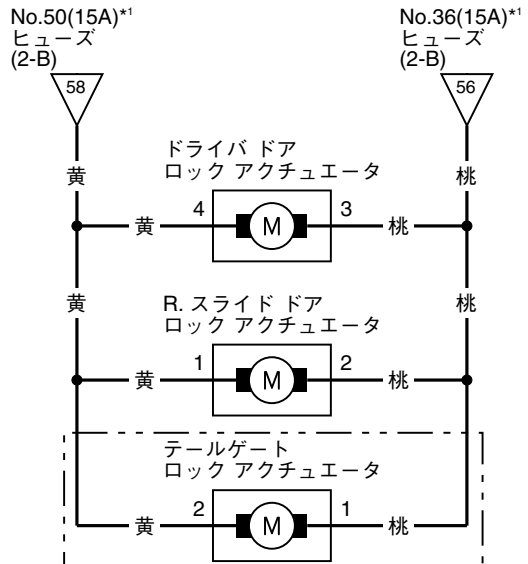 No.50(15A)*1
ヒューズ
(2-B)
No.36(15A)*1
ヒューズ
(2-B)
58
56
黄
桃
ドライバ ドア
ロック アクチュエータ
黄
4
M
3
桃
黄
桃
R. スライド ドア
ロック アクチュエータ
黄
1
M
2
桃
テールゲート
ロック アクチュエータ
黄
2
M
1
桃